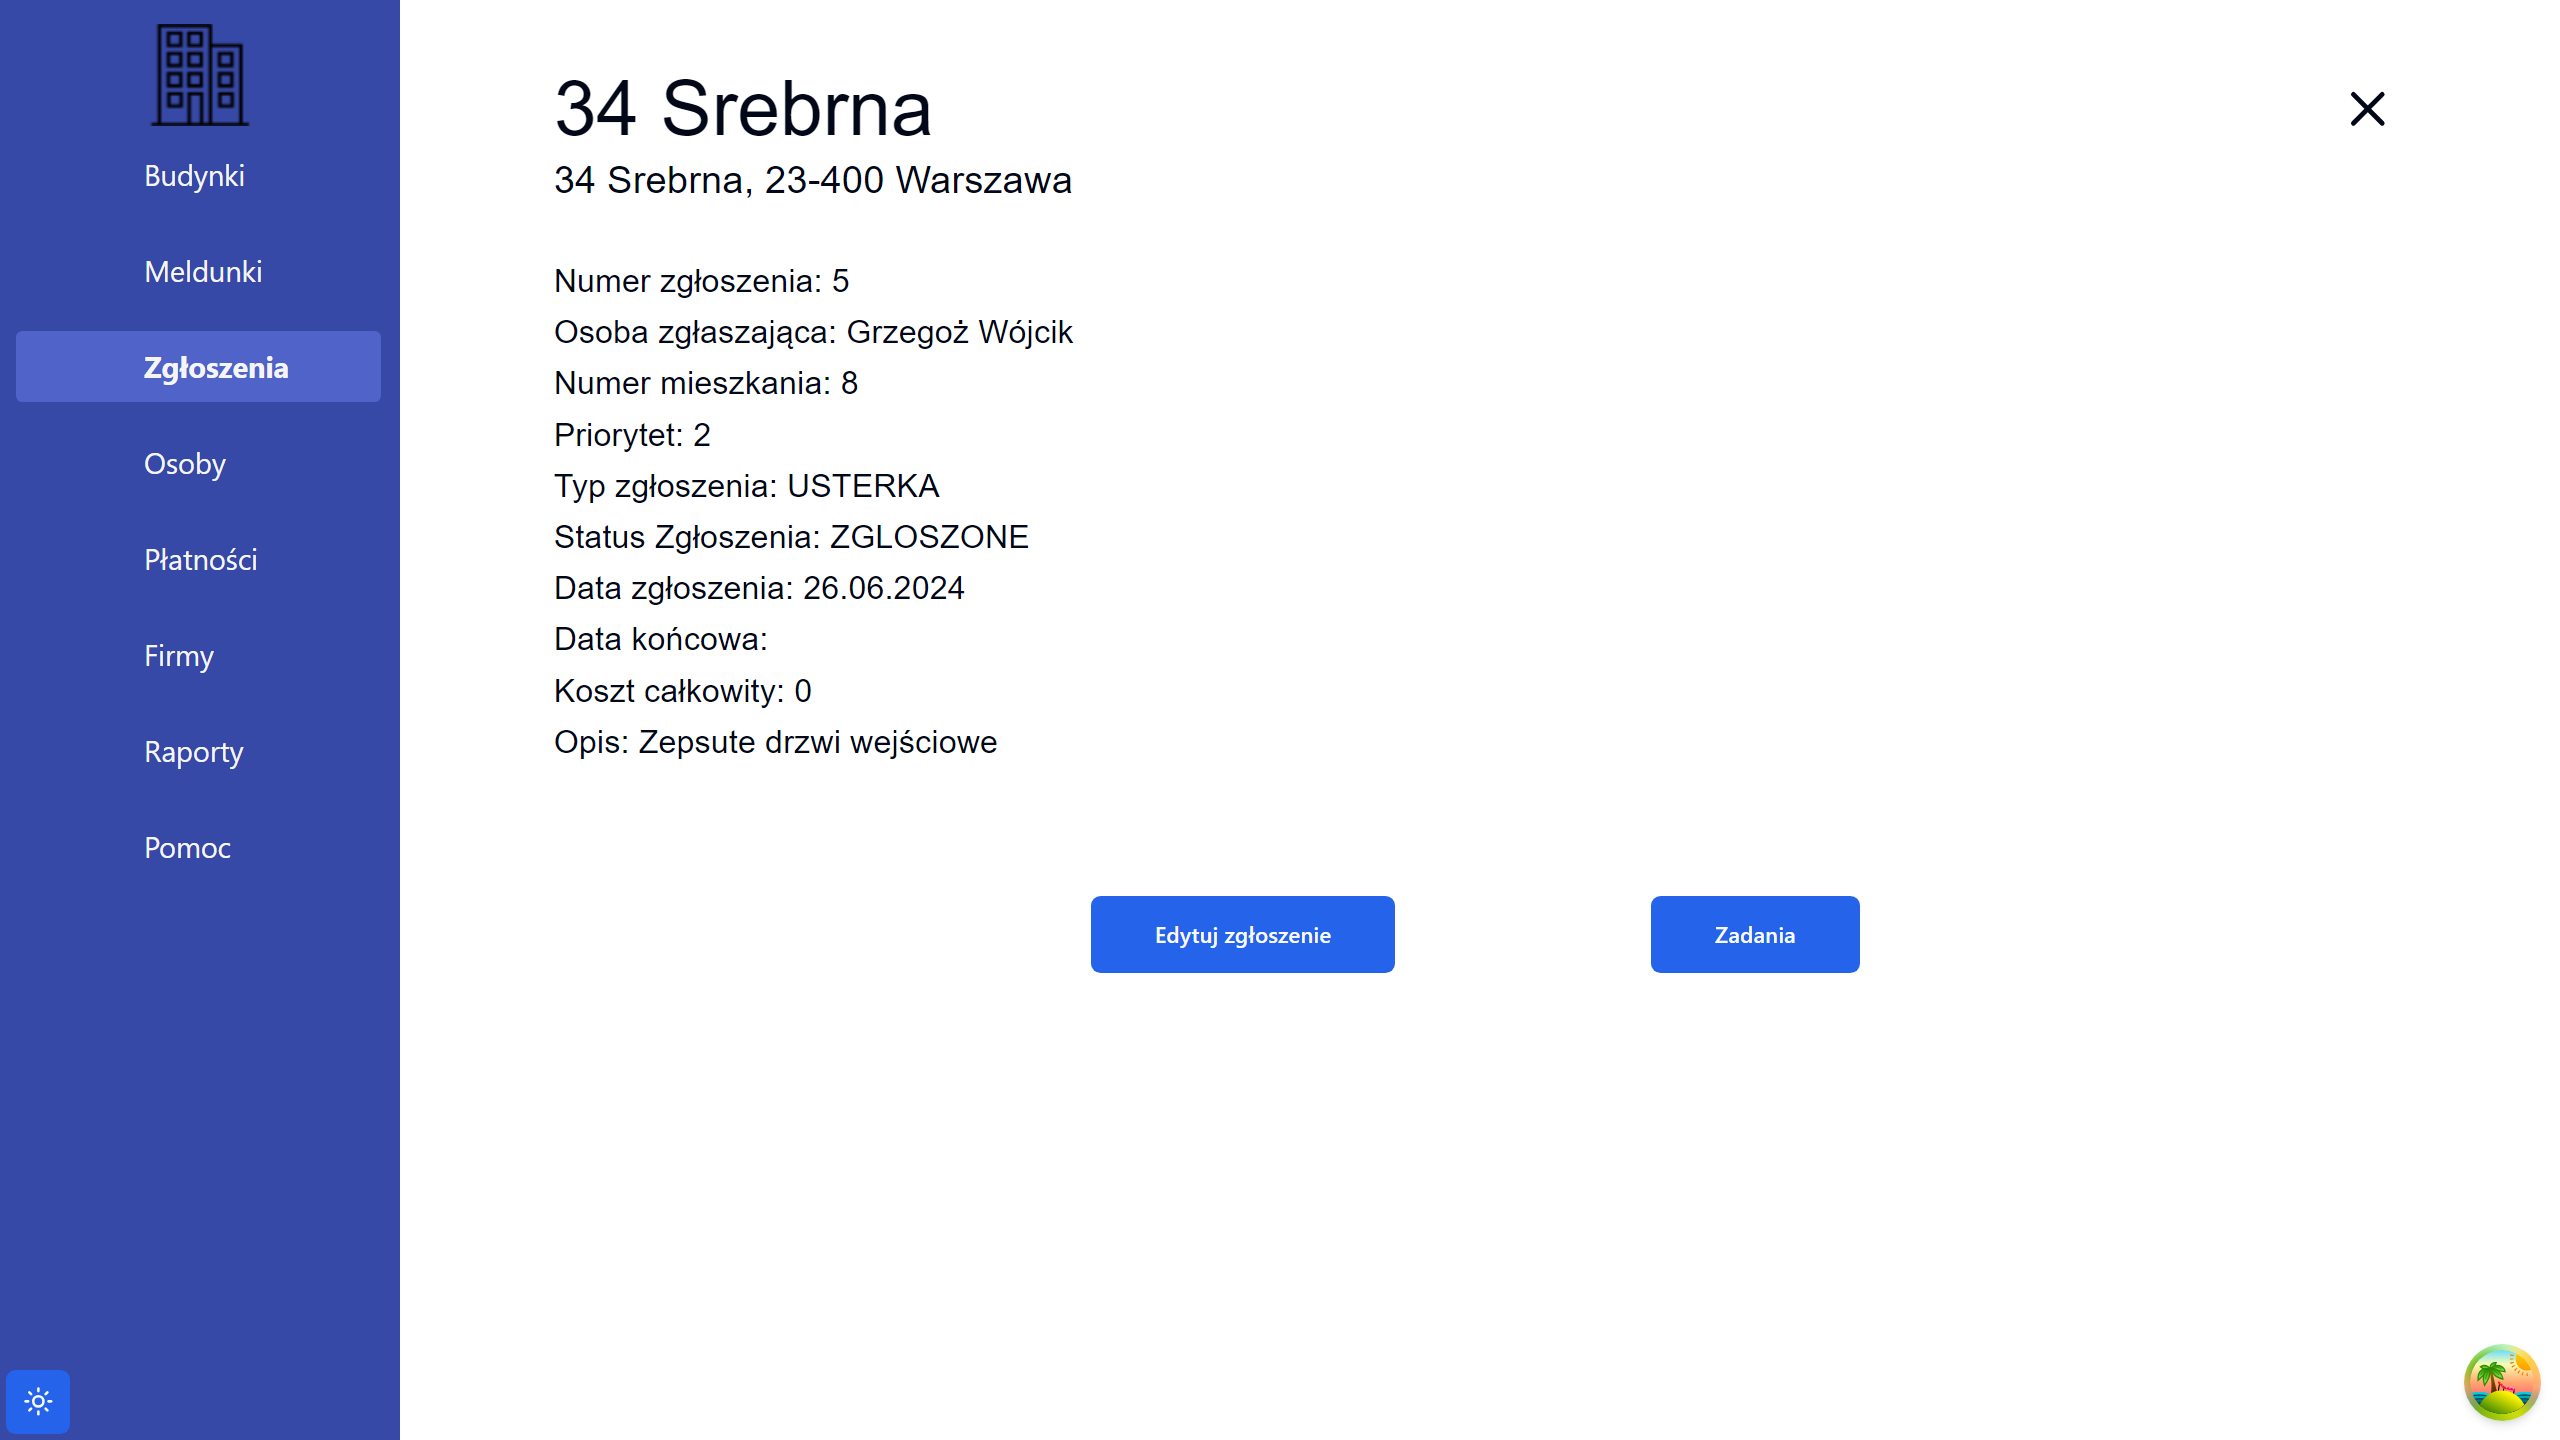 Budynki
Meldunki
Zgłoszenia
Osoby
Płatności
Firmy
Raporty
Pomoc
34 Srebrna
34 Srebrna, 23-400 Warszawa
Numer zgłoszenia: 5
Osoba zgłaszająca: Grzegoż Wójcik
Numer mieszkania: 8
Priorytet: 2
Typ zgłoszenia: USTERKA
Status Zgłoszenia: ZGLOSZONE
Data zgłoszenia: 26.06.2024
Data końcowa:
Koszt całkowity: 0
Opis: Zepsute drzwi wejściowe
Edytuj zgłoszenie
Zadania